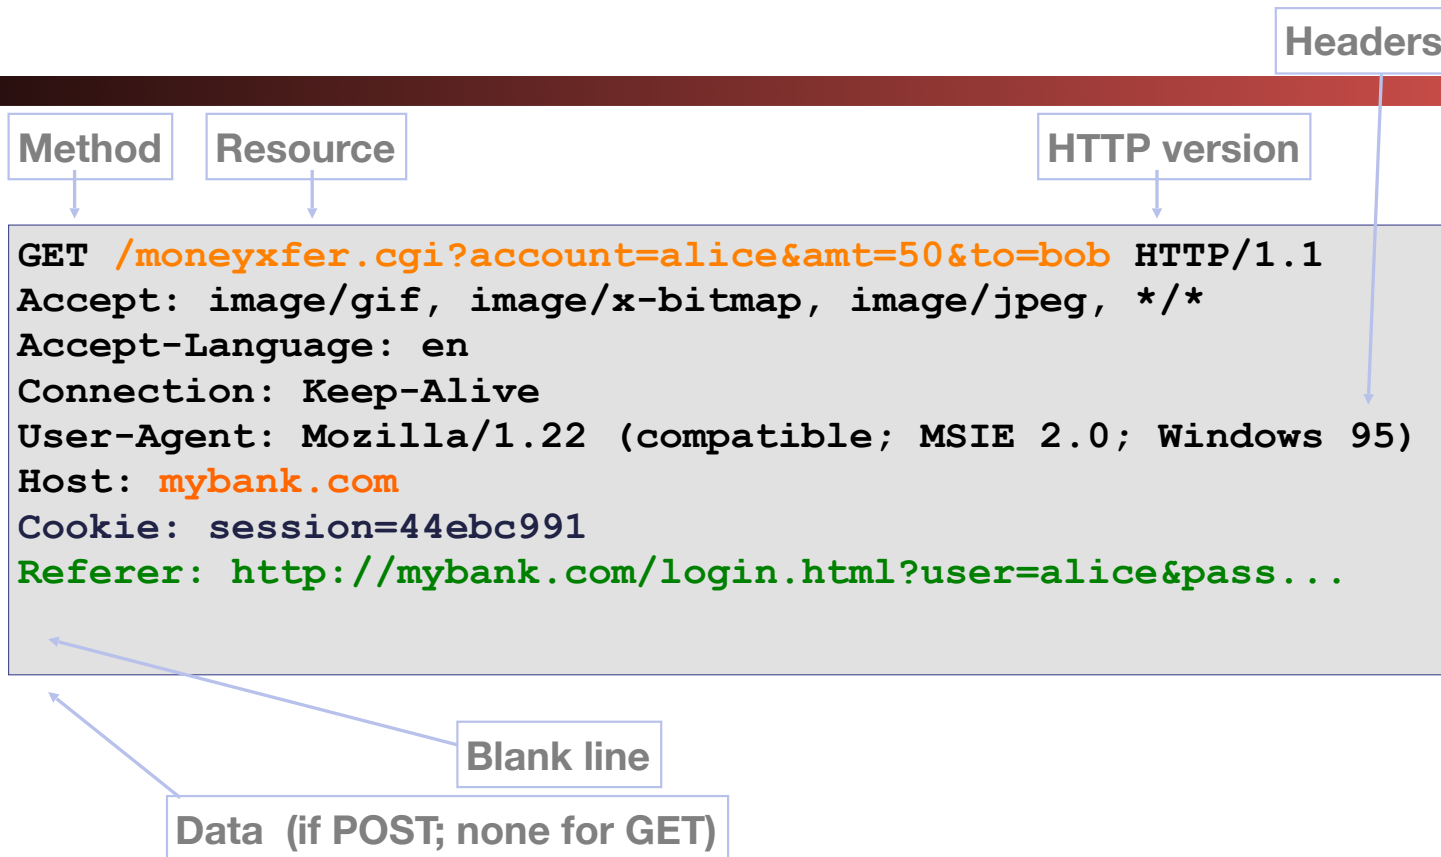 Headers
Method
Resource
HTTP version
GET /moneyxfer.cgi?account=alice&amt=50&to=bob HTTP/1.1
Accept: image/gif, image/x-bitmap, image/jpeg, */*
Accept-Language: en
Connection: Keep-Alive
User-Agent: Mozilla/1.22 (compatible; MSIE 2.0; Windows 95)
Host: mybank.com
Cookie: session=44ebc991
Referer: http://mybank.com/login.html?user=alice&pass...
Blank line
Data (if POST; none for GET)